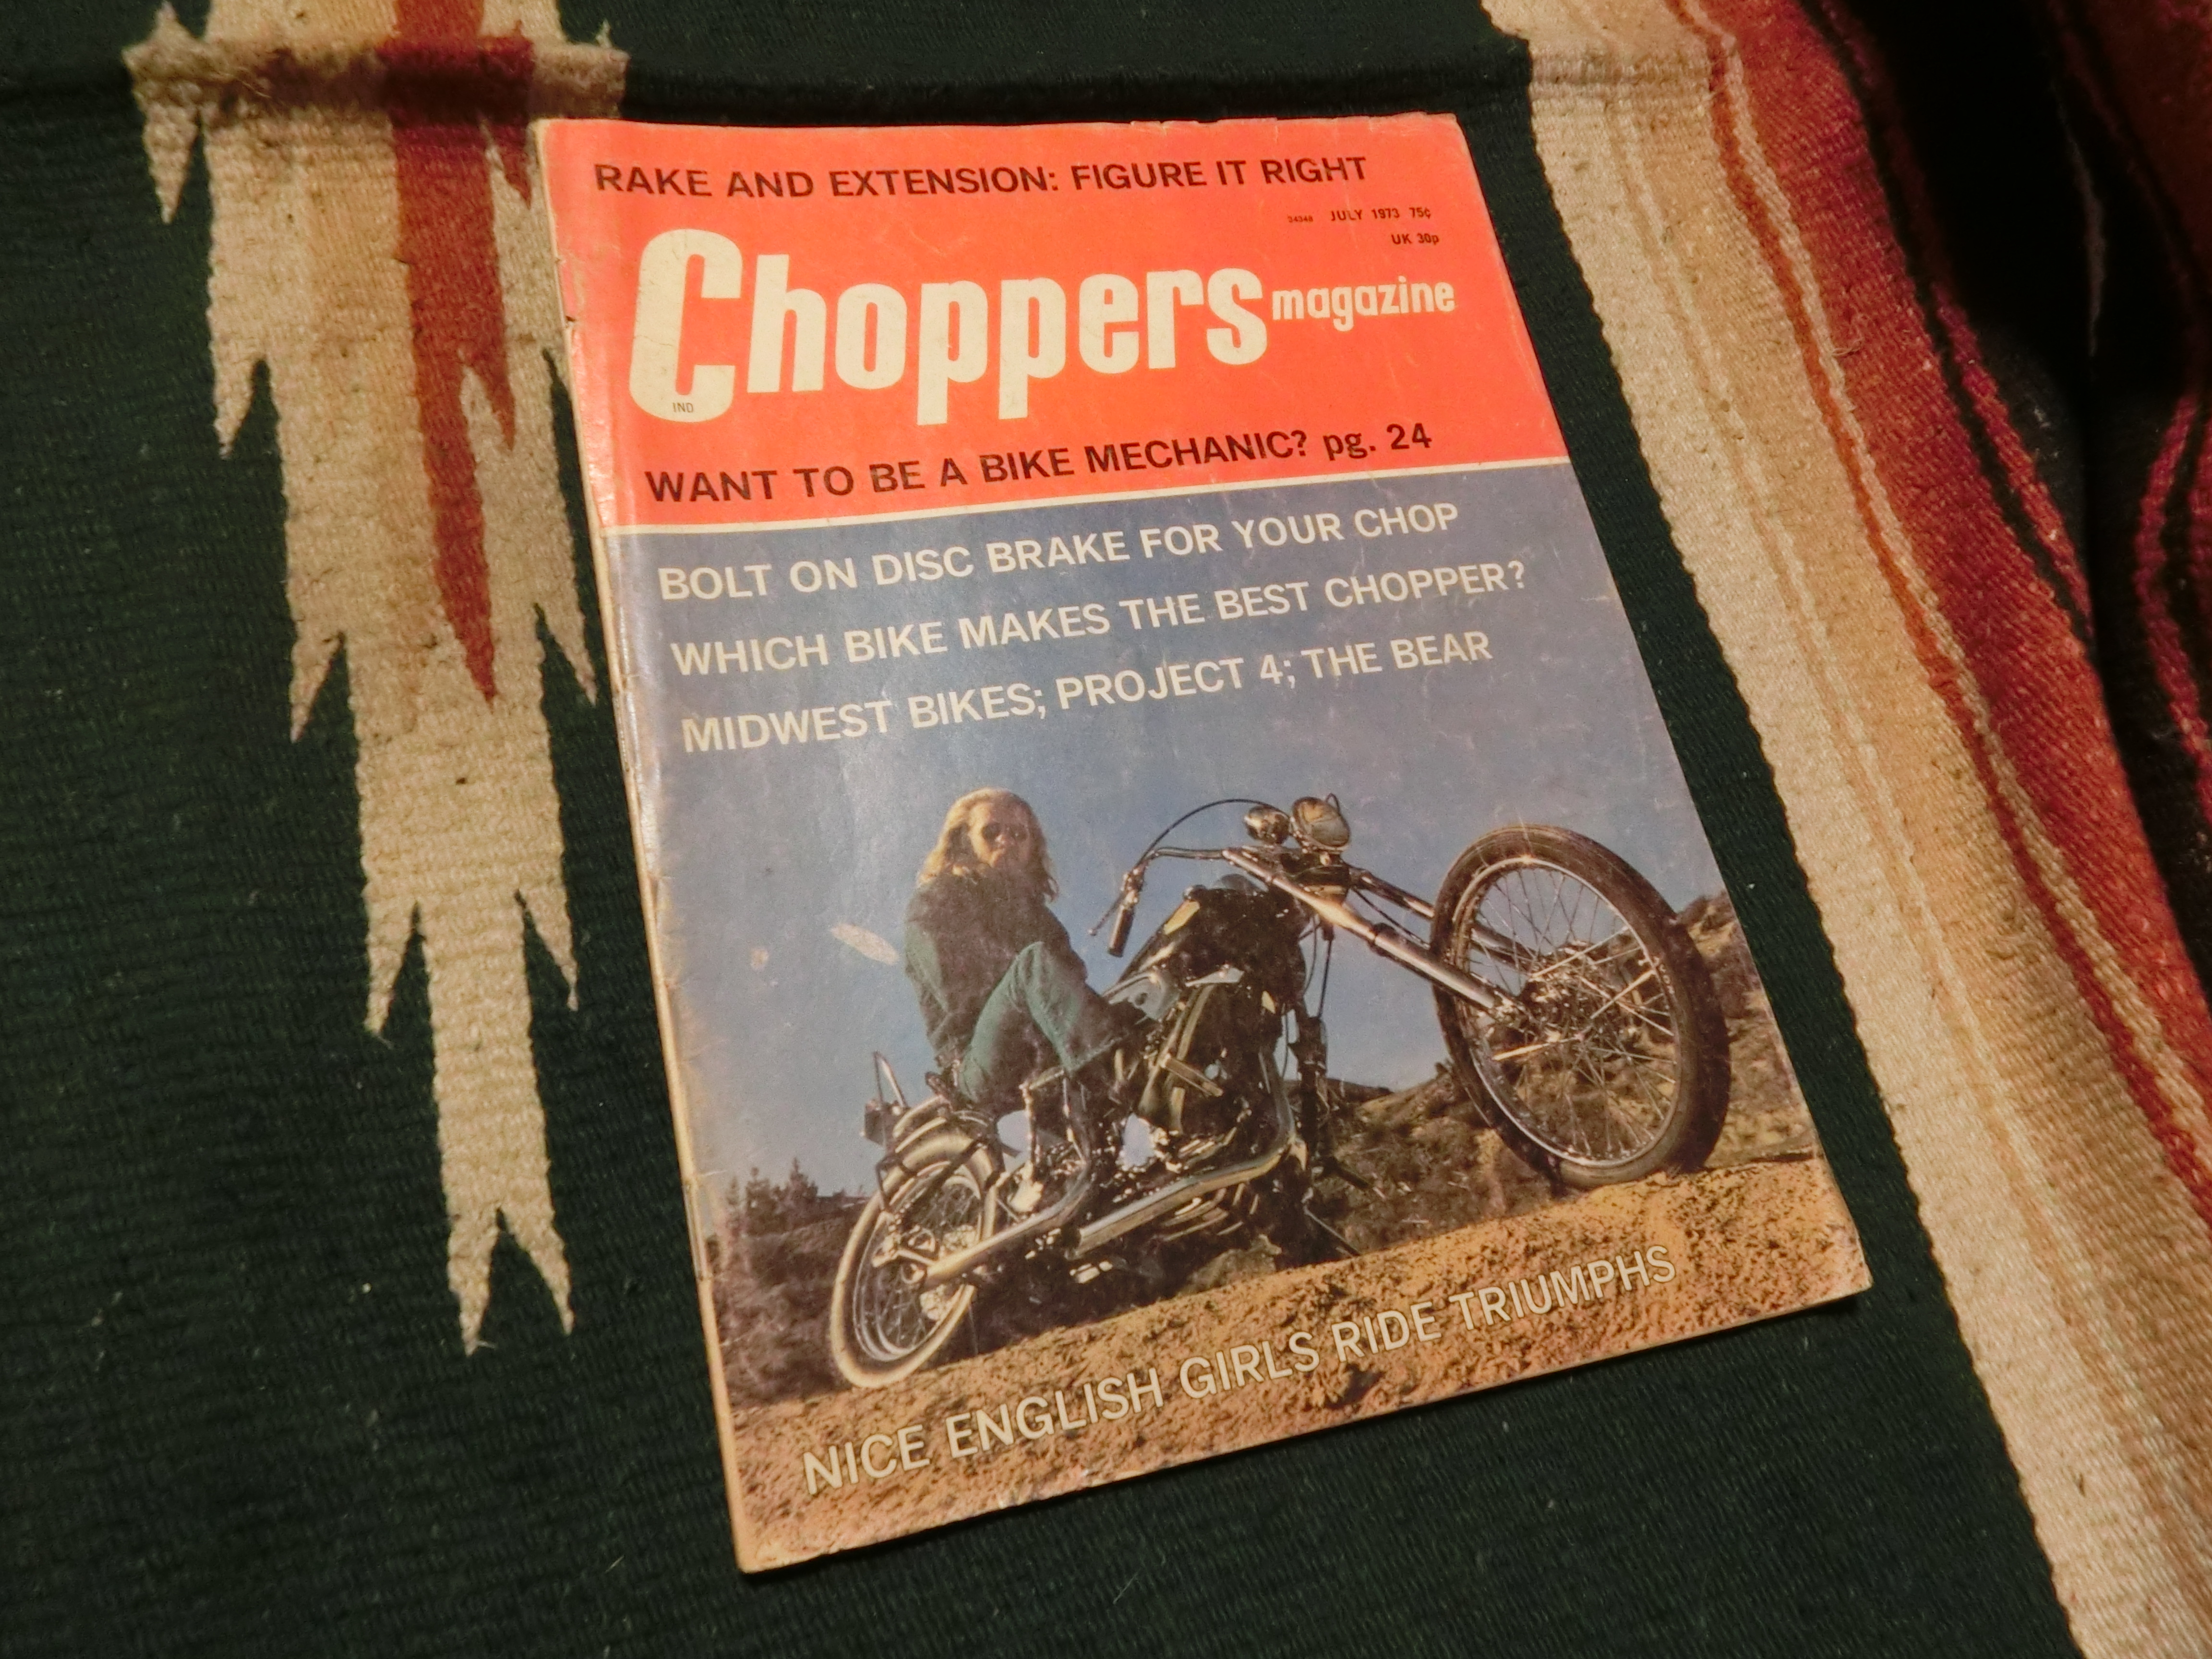 RAKE AND EXTENSION: FIGURE IT RIGHT
34348 JULY 1973 75¢
UK 30p
Choppers magazine
IND
WANT TO BE A BIKE MECHANIC? pg. 24
BOLT ON DISC BRAKE FOR YOUR CHOP
WHICH BIKE MAKES THE BEST CHOPPER?
MIDWEST BIKES; PROJECT 4; THE BEAR
NICE ENGLISH GIRLS RIDE TRIUMPHS